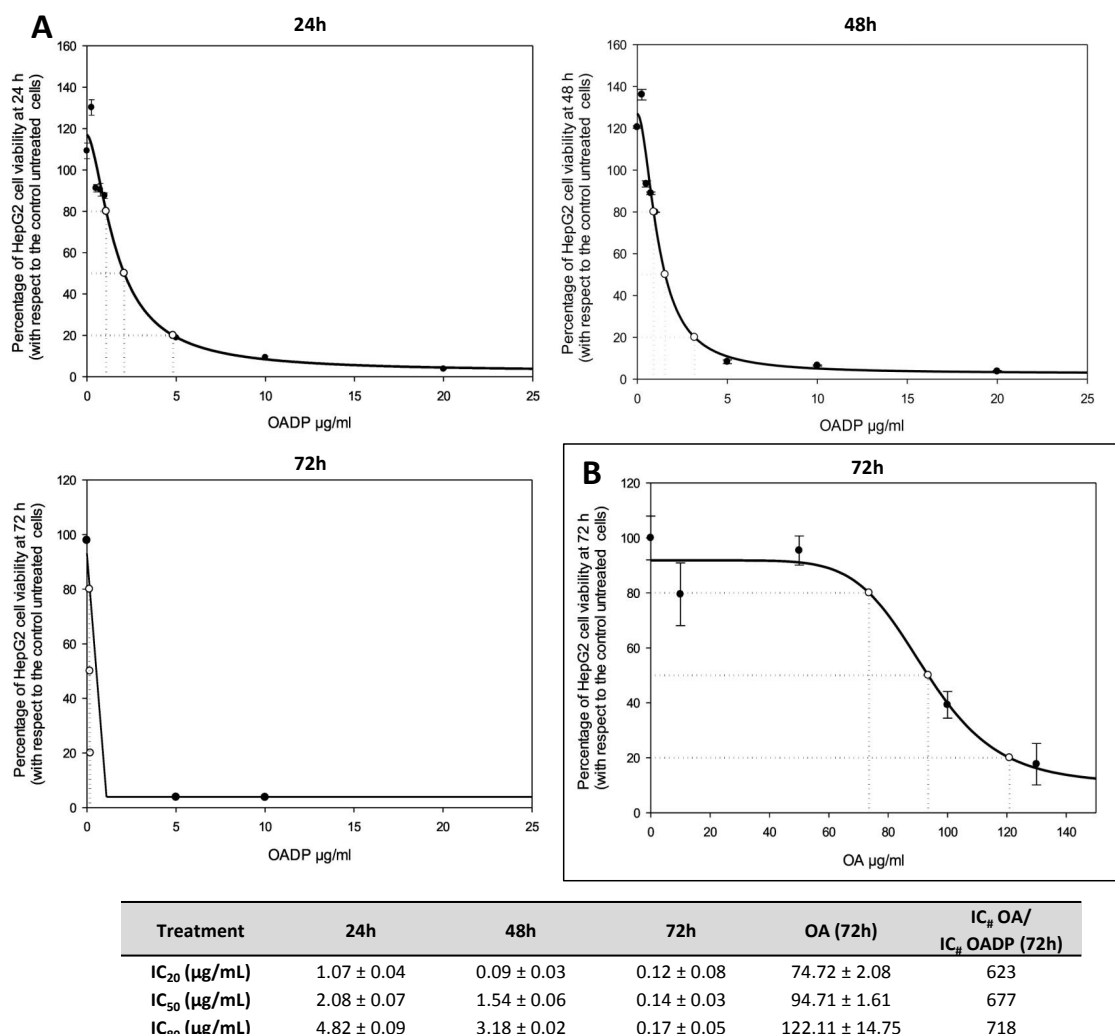 A
24h
Percentage of HepG2 cell viability at 24 h
(with respect to the control untreated cells)
160
140
120
100
80
60
40
20
0
0 5 10 15 20 25
OADP µg/ml
48h
Percentage of HepG2 cell viability at 48 h
(with respect to the control untreated cells)
160
140
120
100
80
60
40
20
0
0 5 10 15 20 25
OADP µg/ml
72h
Percentage of HepG2 cell viability at 72 h
(with respect to the control untreated cells)
120
100
80
60
40
20
0
0 5 10 15 20 25
OADP µg/ml
B
72h
Percentage of HepG2 cell viability at 72 h
(with respect to the control untreated cells)
120
100
80
60
40
20
0
0 20 40 60 80 100 120 140
OA µg/ml
Treatment 24h 48h 72h OA (72h) IC# OA/
IC# OADP (72h)
IC20 (µg/mL) 1.07 ± 0.04 0.09 ± 0.03 0.12 ± 0.08 74.72 ± 2.08 623
IC50 (µg/mL) 2.08 ± 0.07 1.54 ± 0.06 0.14 ± 0.03 94.71 ± 1.61 677
IC80 (µg/mL) 4.82 ± 0.09 3.18 ± 0.02 0.17 ± 0.05 122.11 ± 14.75 718